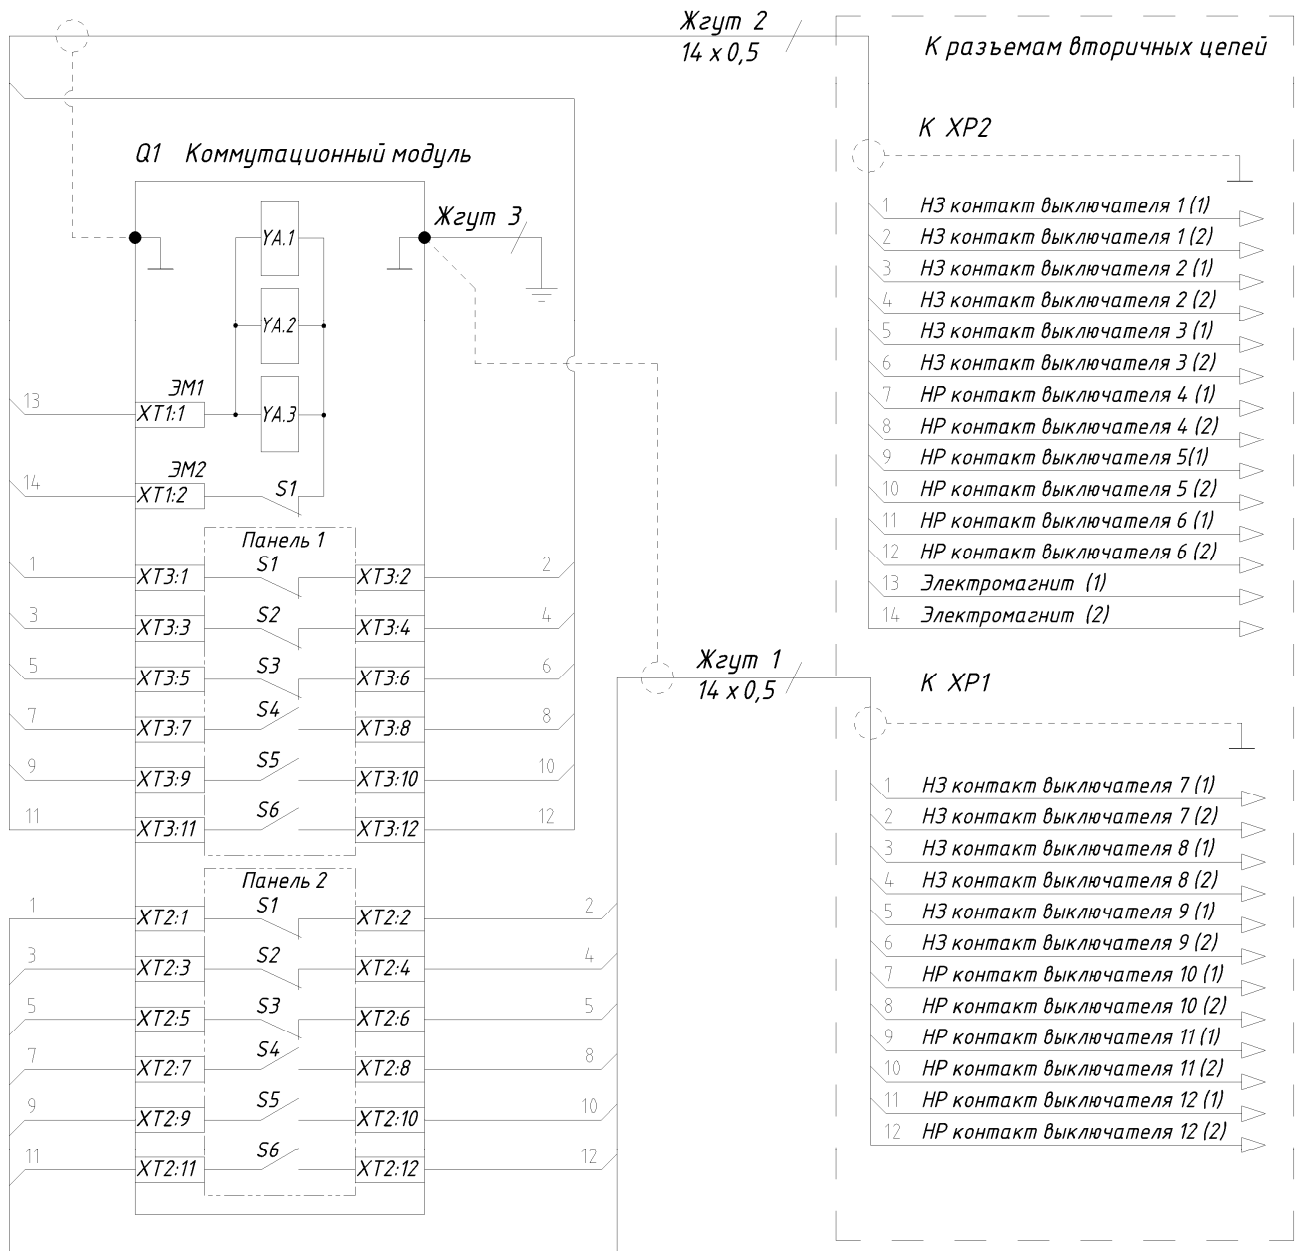 Жгут 2
14 х 0,5
К разъемам вторичных цепей
К ХР2
Q1 Коммутационный модуль
Жгут 3
YA.1
YA.2
YA.3
13
ЭМ1
ХТ1:1
14
ЭМ2
ХТ1:2
S1
Панель 1
1
ХТ3:1
S1
ХТ3:2
2
3
ХТ3:3
S2
ХТ3:4
4
5
ХТ3:5
S3
ХТ3:6
6
7
ХТ3:7
S4
ХТ3:8
8
9
ХТ3:9
S5
ХТ3:10
10
11
ХТ3:11
S6
ХТ3:12
12
Панель 2
1
ХТ2:1
S1
ХТ2:2
2
3
ХТ2:3
S2
ХТ2:4
4
5
ХТ2:5
S3
ХТ2:6
5
7
ХТ2:7
S4
ХТ2:8
8
9
ХТ2:9
S5
ХТ2:10
10
11
ХТ2:11
S6
ХТ2:12
12
1 НЗ контакт выключателя 1 (1)
2 НЗ контакт выключателя 1 (2)
3 НЗ контакт выключателя 2 (1)
4 НЗ контакт выключателя 2 (2)
5 НЗ контакт выключателя 3 (1)
6 НЗ контакт выключателя 3 (2)
7 НР контакт выключателя 4 (1)
8 НР контакт выключателя 4 (2)
9 НР контакт выключателя 5(1)
10 НР контакт выключателя 5 (2)
11 НР контакт выключателя 6 (1)
12 НР контакт выключателя 6 (2)
13 Электромагнит (1)
14 Электромагнит (2)
Жгут 1
14 х 0,5
К ХР1
1 НЗ контакт выключателя 7 (1)
2 НЗ контакт выключателя 7 (2)
3 НЗ контакт выключателя 8 (1)
4 НЗ контакт выключателя 8 (2)
5 НЗ контакт выключателя 9 (1)
6 НЗ контакт выключателя 9 (2)
7 НР контакт выключателя 10 (1)
8 НР контакт выключателя 10 (2)
9 НР контакт выключателя 11 (1)
10 НР контакт выключателя 11 (2)
11 НР контакт выключателя 12 (1)
12 НР контакт выключателя 12 (2)